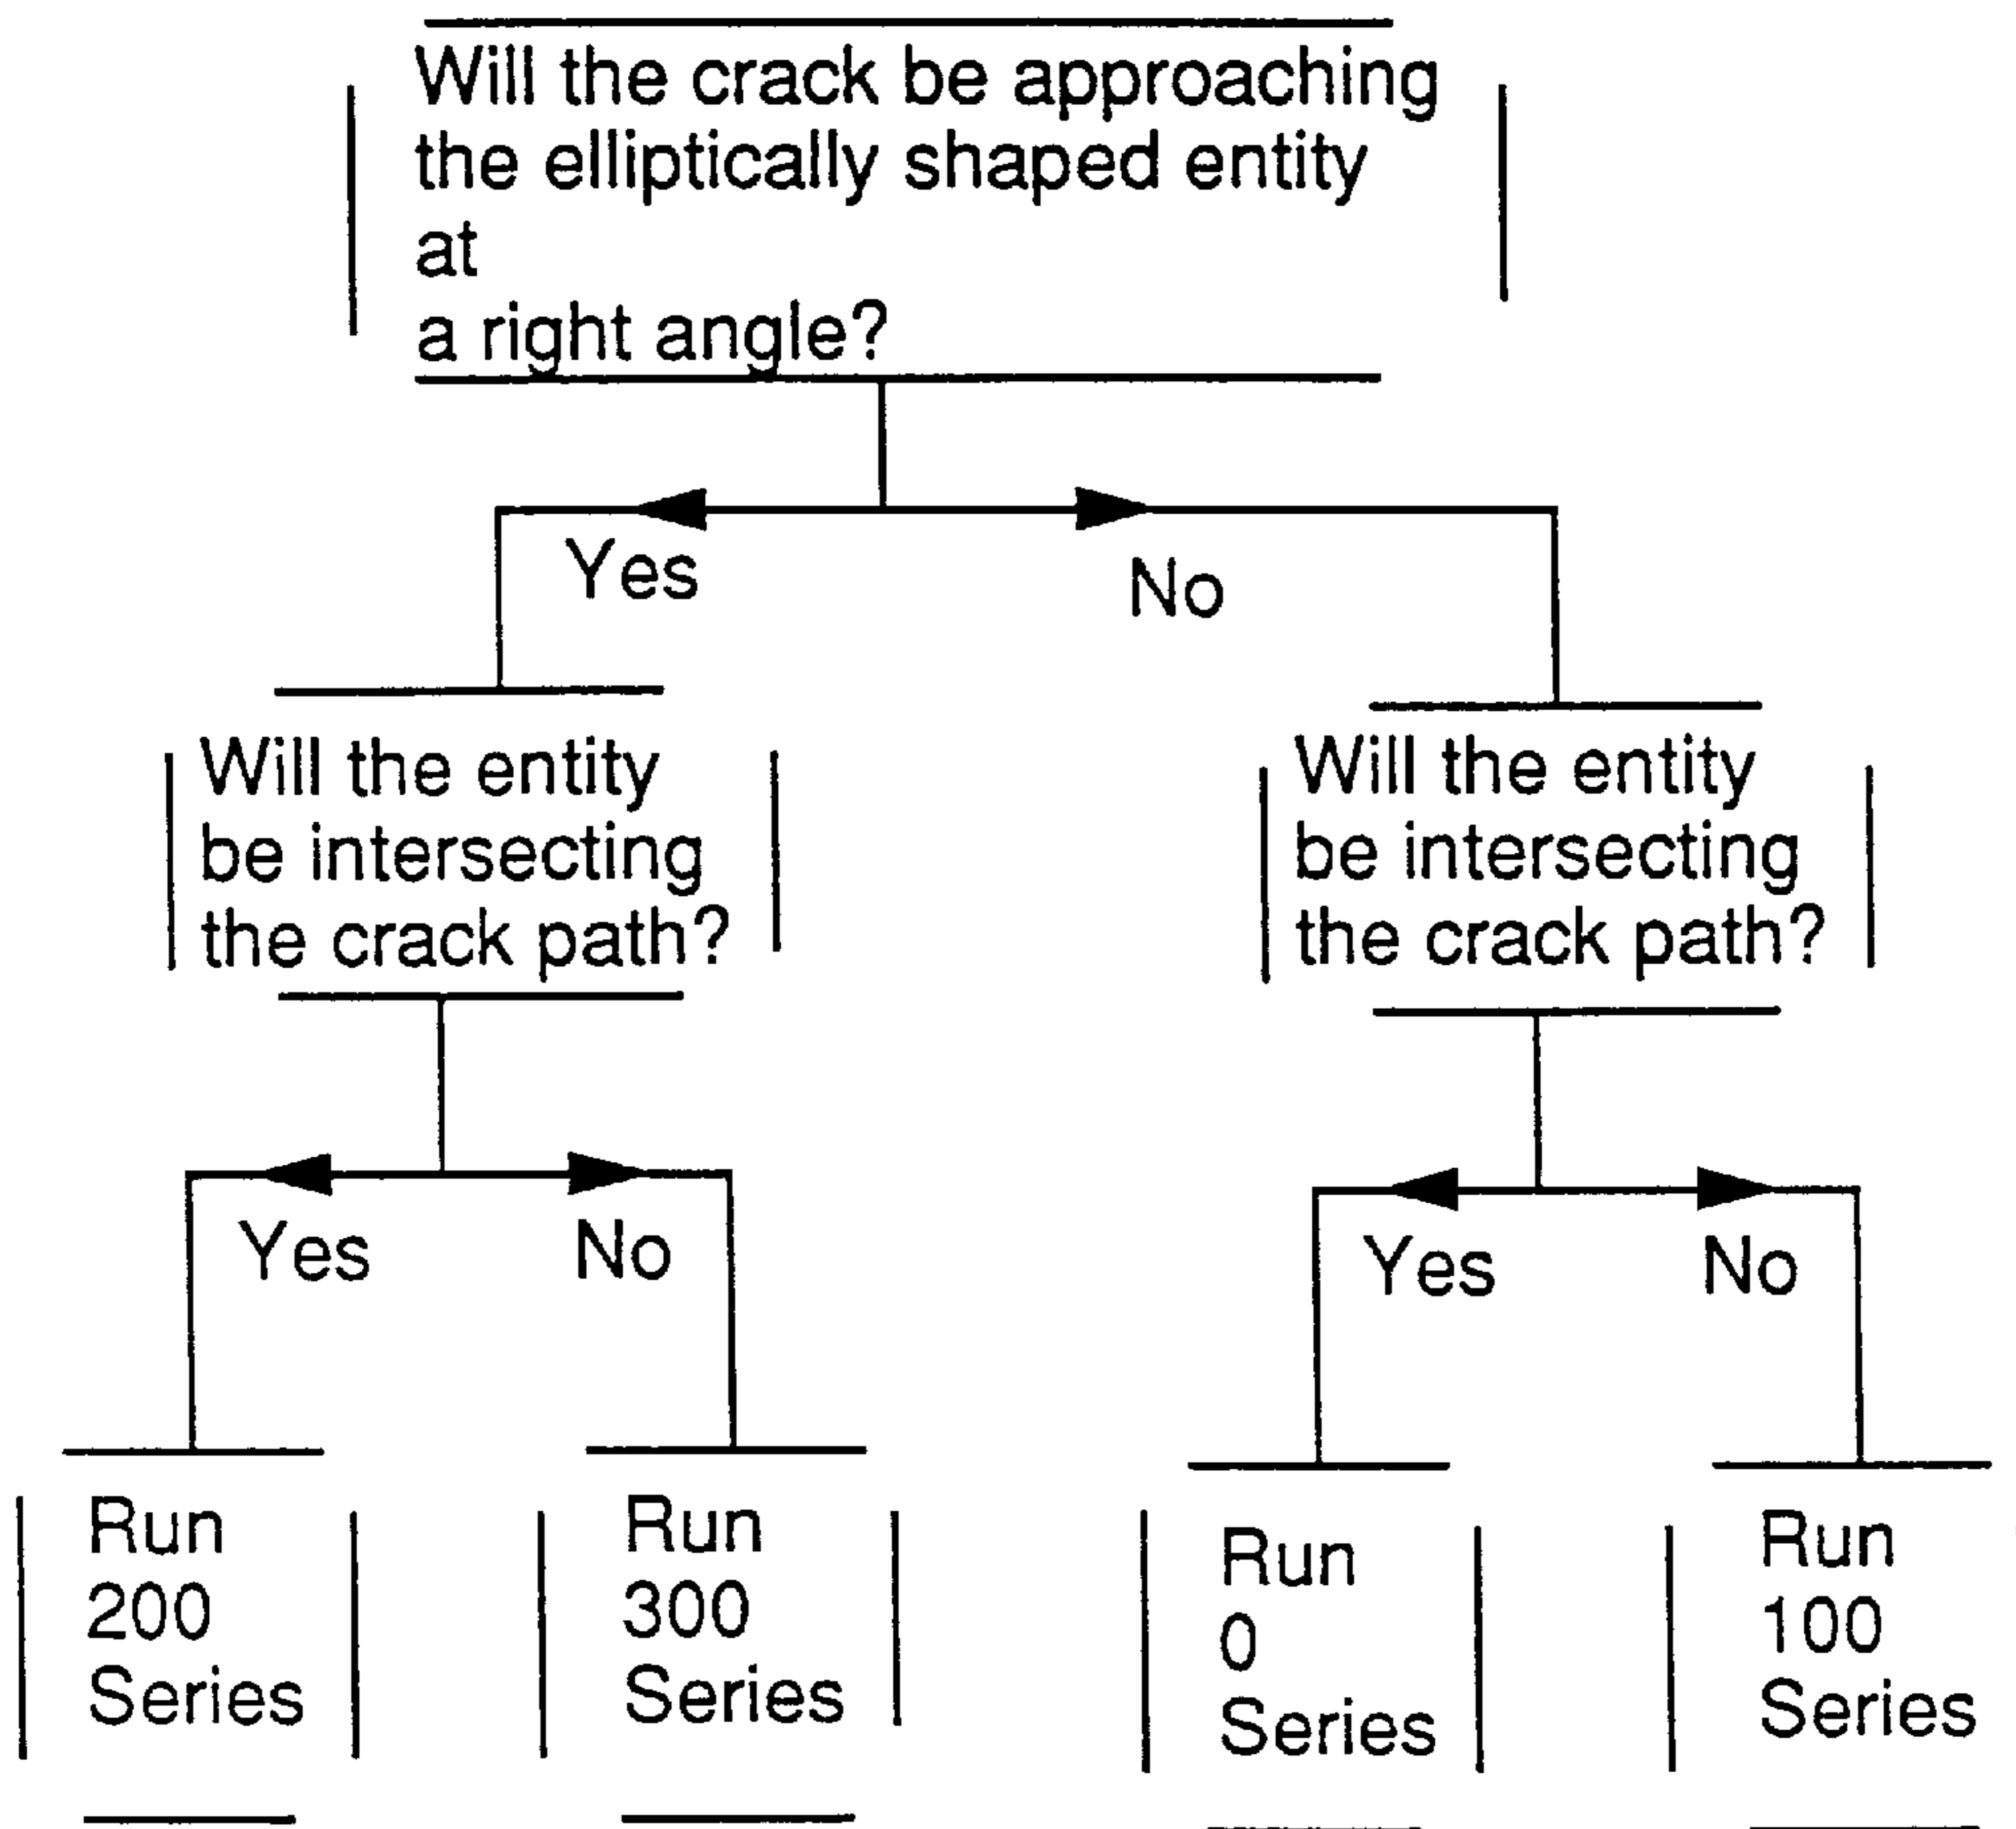 Will the crack be approaching
the elliptically shaped entity
at
a right angle?
Yes
No
Will the entity
be intersecting
the crack path?
Will the entity
be intersecting
the crack path?
Yes
No
Yes
No
Run
200
Series
Run
300
Series
Run
0
Series
Run
100
Series